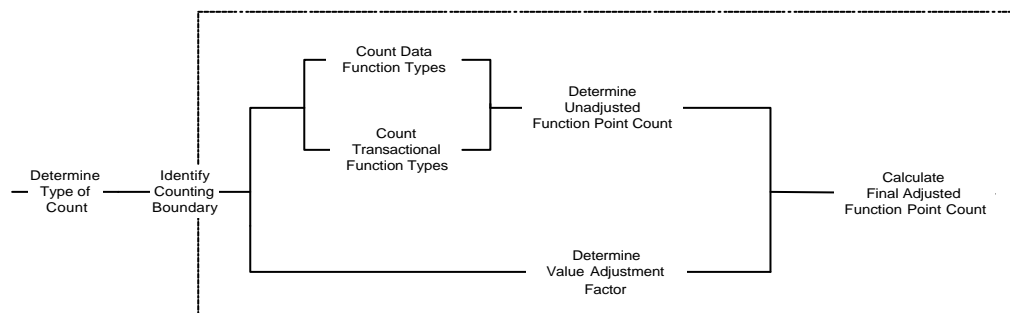 Determine
Type of
Count
Identify
Counting
Boundary
Count Data
Function Types
Count
Transactional
Function Types
Determine
Unadjusted
Function Point Count
Determine
Value Adjustment
Factor
Calculate
Final Adjusted
Function Point Count